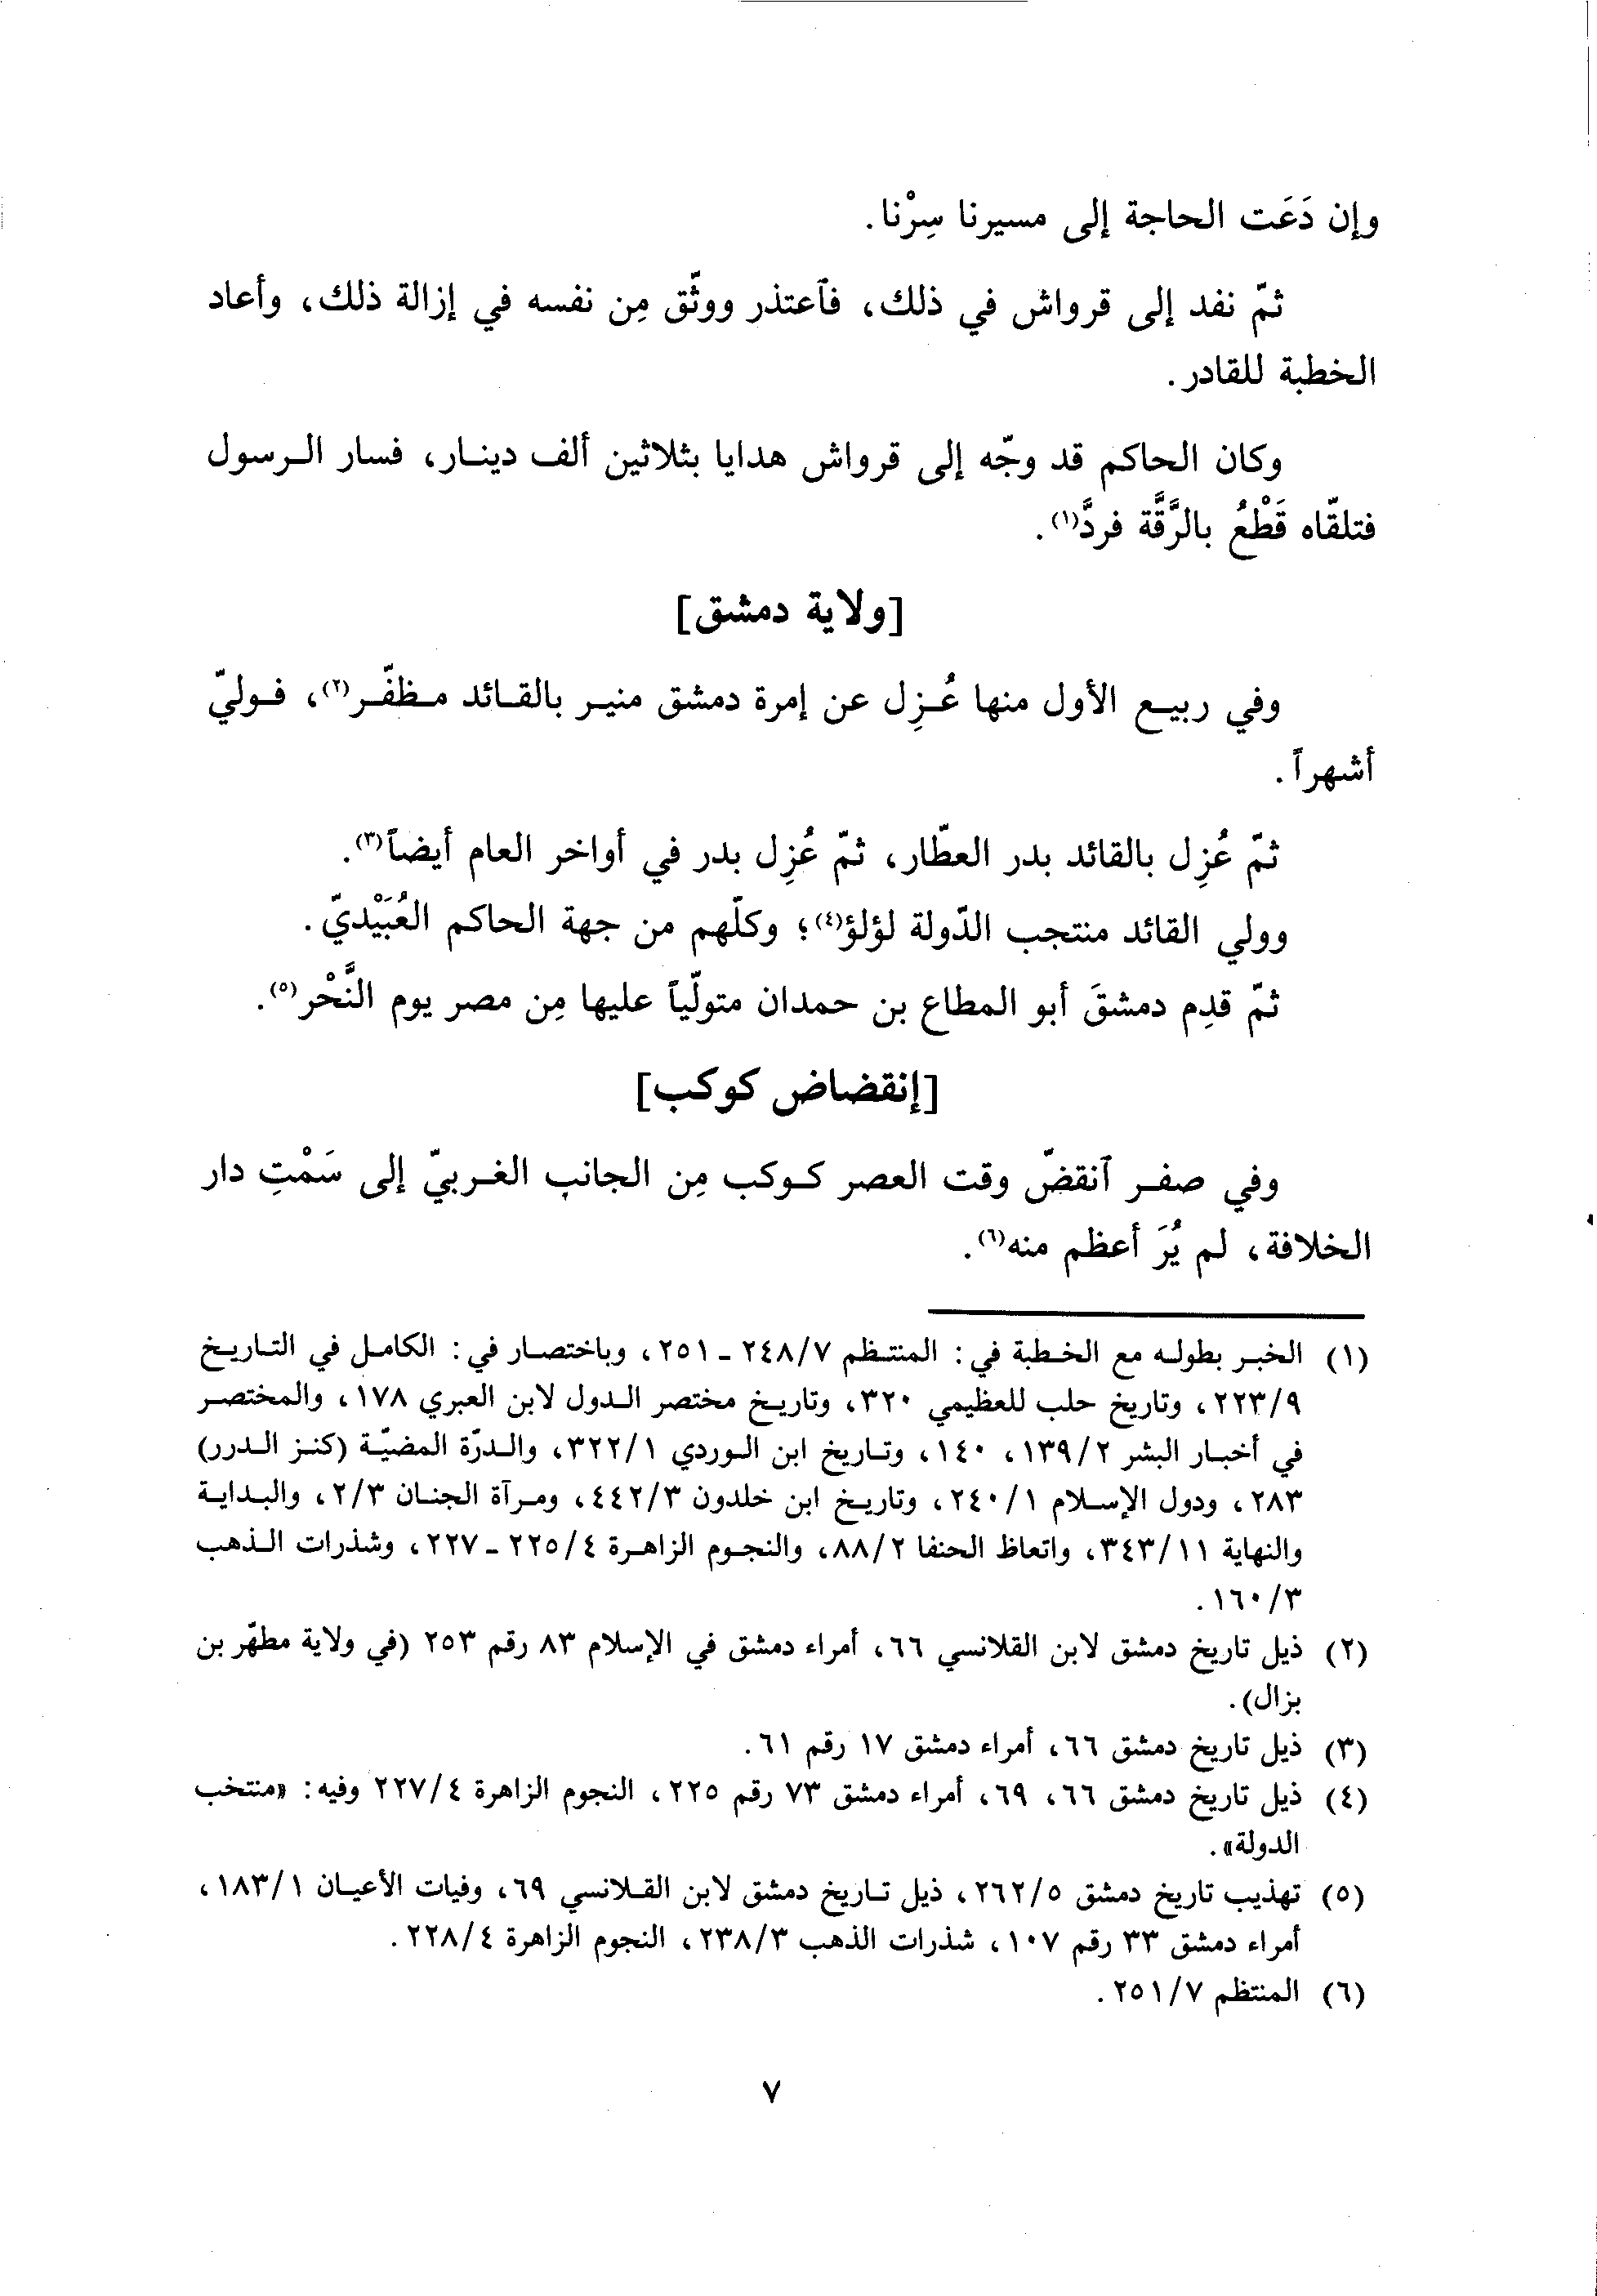 وإن دَعَت الحاجة إلى مسيرنا سِرْنا.
ثمّ نفد إلى قرواش في ذلك، فٱعتذر ووثّق مِن نفسه في إزالة ذلك، وأعاد
الخطبة للقادر.
وكان الحاكم قد وجّه إلى قرواش هدايا بثلاثين ألف دينار، فسار الرسول
فتلقّاه قَطْعُ بالرَّقَّة فردَّ(١).
[ولاية دمشق]
وفي ربيع الأول منها عُزِل عن إمرة دمشق منير بالقائد مظفّر(٢)، فوليّ
أشهراً.
ثمّ عُزِل بالقائد بدر العطّار، ثمّ عُزِل بدر في أواخر العام أيضاً(٣).
وولي القائد منتجب الدّولة لؤلؤ(٤)؛ وكلّهم من جهة الحاكم العُبَيْديّ.
ثمّ قدِم دمشقَ أبو المطاع بن حمدان متولّياً عليها مِن مصر يوم النَّحْر(٥).
[إنقضاض كوكب]
وفي صفر ٱنقضّ وقت العصر كوكب مِن الجانب الغربيّ إلى سَمْتِ دار
الخلافة، لم يُرَ أعظم منه(٦).
(١) الخبر بطوله مع الخطبة في: المنتظم ٢٤٨/٧ - ٢٥١، وباختصار في: الكامل في التاريخ
٢٢٣/٩، وتاريخ حلب للعظيمي ٣٢٠، وتاريخ مختصر الدول لابن العبري ١٧٨، والمختصر
في أخبار البشر ١٣٩/٢، ١٤٠، وتاريخ ابن الوردي ٣٢٢/١، والدرّة المضيّة (كنز الدرر)
٢٨٣، ودول الإسلام ٢٤٠/١، وتاريخ ابن خلدون ٤٤٢/٣، ومرآة الجنان ٢/٣، والبداية
والنهاية ٣٤٣/١١، واتعاظ الحنفا ٨٨/٢، والنجوم الزاهرة ٢٢٥/٤ - ٢٢٧، وشذرات الذهب
١٦٠/٣.
(٢) ذيل تاريخ دمشق لابن القلانسي ٦٦، أمراء دمشق في الإسلام ٨٣ رقم ٢٥٣ (في ولاية مطهّر بن
بزال).
(٣) ذيل تاريخ دمشق ٦٦، أمراء دمشق ١٧ رقم ٦١.
(٤) ذيل تاريخ دمشق ٦٦، ٦٩، أمراء دمشق ٧٣ رقم ٢٢٥، النجوم الزاهرة ٢٢٧/٤ وفيه: «منتخب
الدولة».
(٥) تهذيب تاريخ دمشق ٢٦٢/٥، ذيل تاريخ دمشق لابن القلانسي ٦٩، وفيات الأعيان ١٨٣/١،
أمراء دمشق ٣٣ رقم ١٠٧، شذرات الذهب ٢٣٨/٣، النجوم الزاهرة ٢٢٨/٤.
(٦) المنتظم ٢٥١/٧.
٧